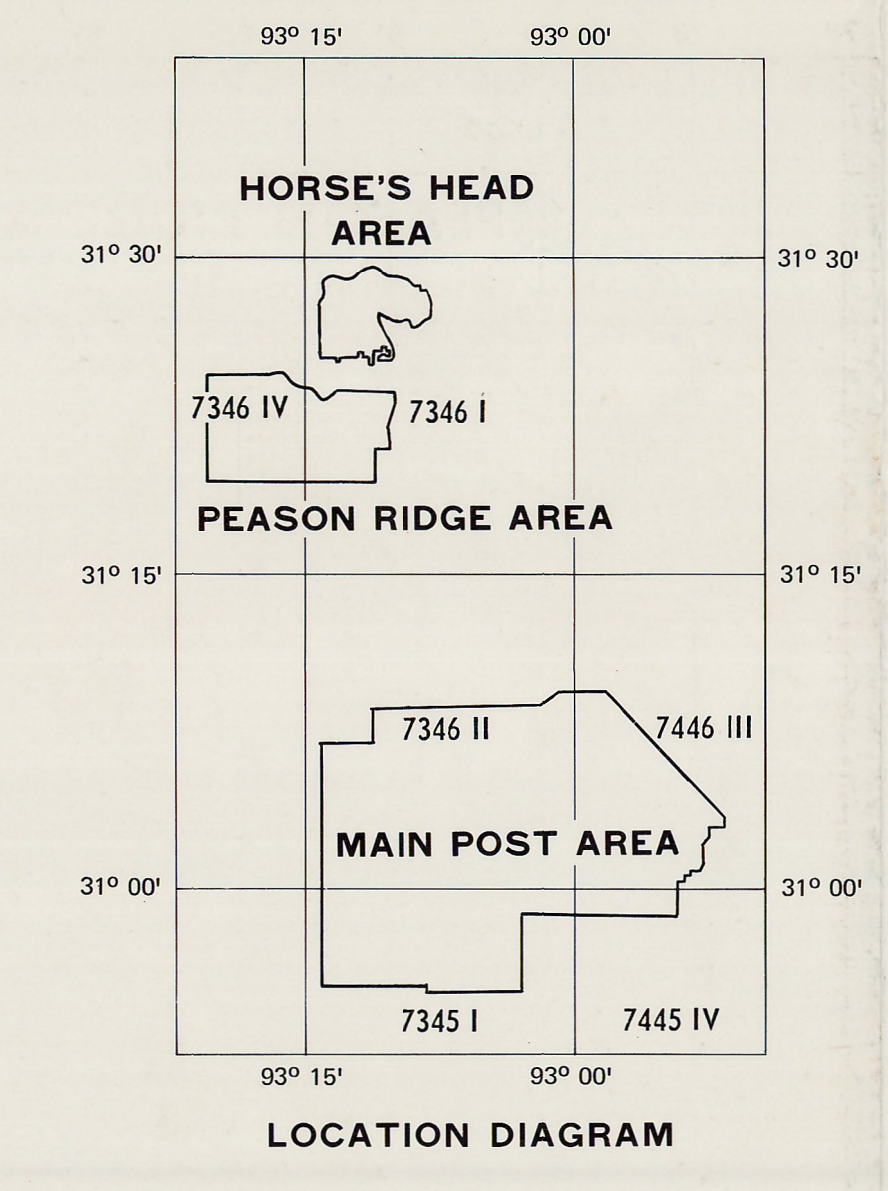 93° 15' 93° 00'
HORSE'S HEAD
AREA
31° 30' 31° 30'
7346 IV 7346 I
PEASON RIDGE AREA
31° 15' 31° 15'
7346 II 7446 III
MAIN POST AREA
31° 00' 31° 00'
7345 I 7445 IV
93° 15' 93° 00'
LOCATION DIAGRAM